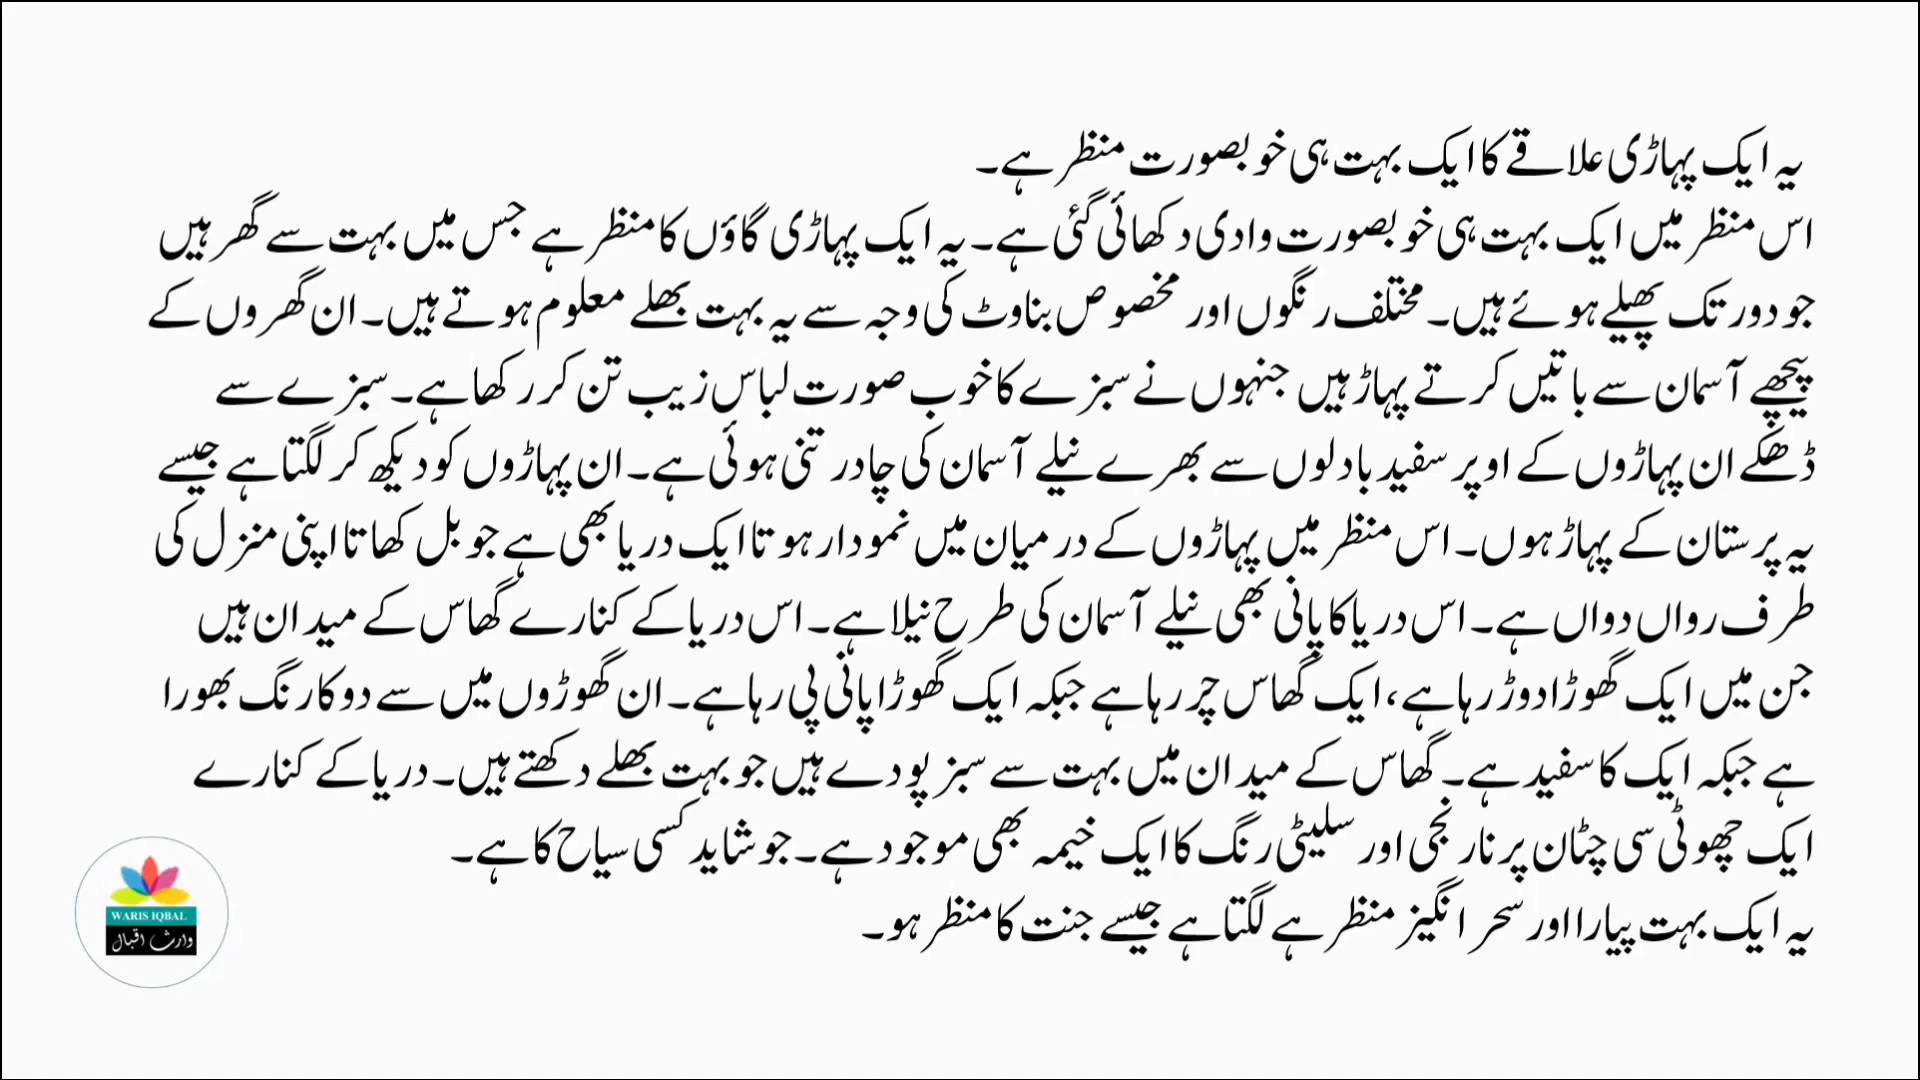 یہ ایک پہاڑی علاقے کا ایک بہت ہی خوبصورت منظر ہے۔
اس منظر میں ایک بہت ہی خوبصورت وادی دکھائی گئی ہے۔ یہ ایک پہاڑی گاؤں کا منظر ہے جس میں بہت سے گھر ہیں
جو دور تک پھیلے ہوئے ہیں۔ مختلف رنگوں اور مخصوص بناوٹ کی وجہ سے یہ بہت بھلے معلوم ہوتے ہیں۔ ان گھروں کے
پیچھے آسمان سے باتیں کرتے پہاڑ ہیں جنہوں نے سبزے کا خوب صورت لباس زیب تن کر رکھا ہے۔ سبزے سے
ڈھکے ان پہاڑوں کے اوپر سفید بادلوں سے بھرے نیلے آسمان کی چادر تنی ہوئی ہے۔ ان پہاڑوں کو دیکھ کر لگتا ہے جیسے
یہ پرستان کے پہاڑ ہوں۔ اس منظر میں پہاڑوں کے درمیان میں نمودار ہوتا ایک دریا بھی ہے جو بل کھاتا اپنی منزل کی
طرف رواں دواں ہے۔ اس دریا کا پانی بھی نیلے آسمان کی طرح نیلا ہے۔ اس دریا کے کنارے گھاس کے میدان ہیں
جن میں ایک گھوڑا دوڑ رہا ہے، ایک گھاس چر رہا ہے جبکہ ایک گھوڑا پانی پی رہا ہے۔ ان گھوڑوں میں سے دو کا رنگ بھورا
ہے جبکہ ایک کا سفید ہے۔ گھاس کے میدان میں بہت سے سبز پودے ہیں جو بہت بھلے دکھتے ہیں۔ دریا کے کنارے
ایک چھوٹی سی چٹان پر نارنجی اور سلیٹی رنگ کا ایک خیمہ بھی موجود ہے۔ جو شاید کسی سیاح کا ہے۔
یہ ایک بہت پیارا اور سحر انگیز منظر ہے لگتا ہے جیسے جنت کا منظر ہو۔
WARIS IQBAL
وارث اقبال